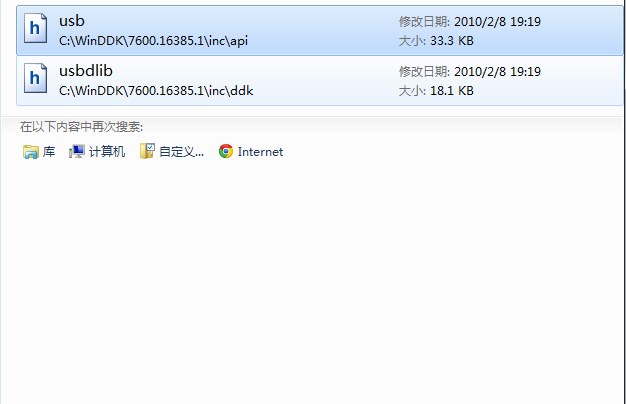 usb
修改日期: 2010/2/8 19:19
C:\WinDDK\7600.16385.1\inc\api
大小: 33.3 KB
usbdlib
修改日期: 2010/2/8 19:19
C:\WinDDK\7600.16385.1\inc\ddk
大小: 18.1 KB
在以下内容中再次搜索:
库 计算机 自定义... Internet